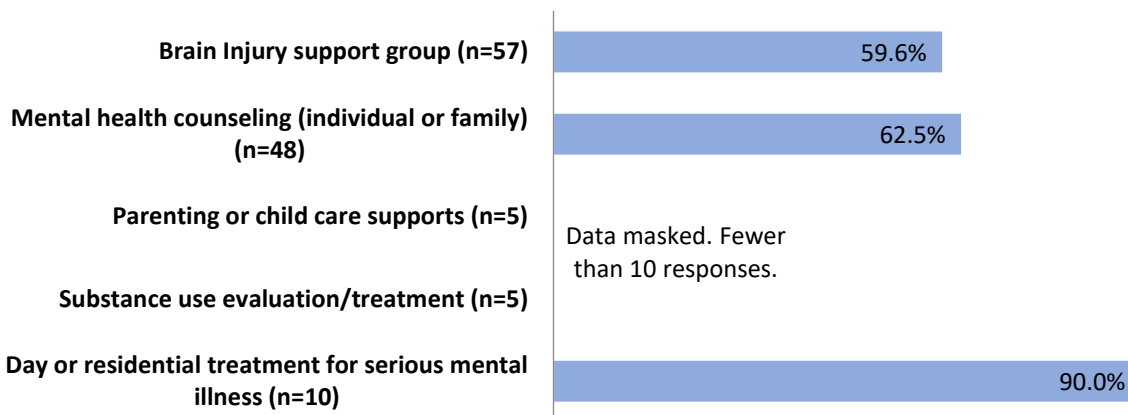 Brain Injury support group (n=57)
59.6%
Mental health counseling (individual or family)
(n=48)
62.5%
Parenting or child care supports (n=5)
Data masked. Fewer
than 10 responses.
Substance use evaluation/treatment (n=5)
Day or residential treatment for serious mental
illness (n=10)
90.0%